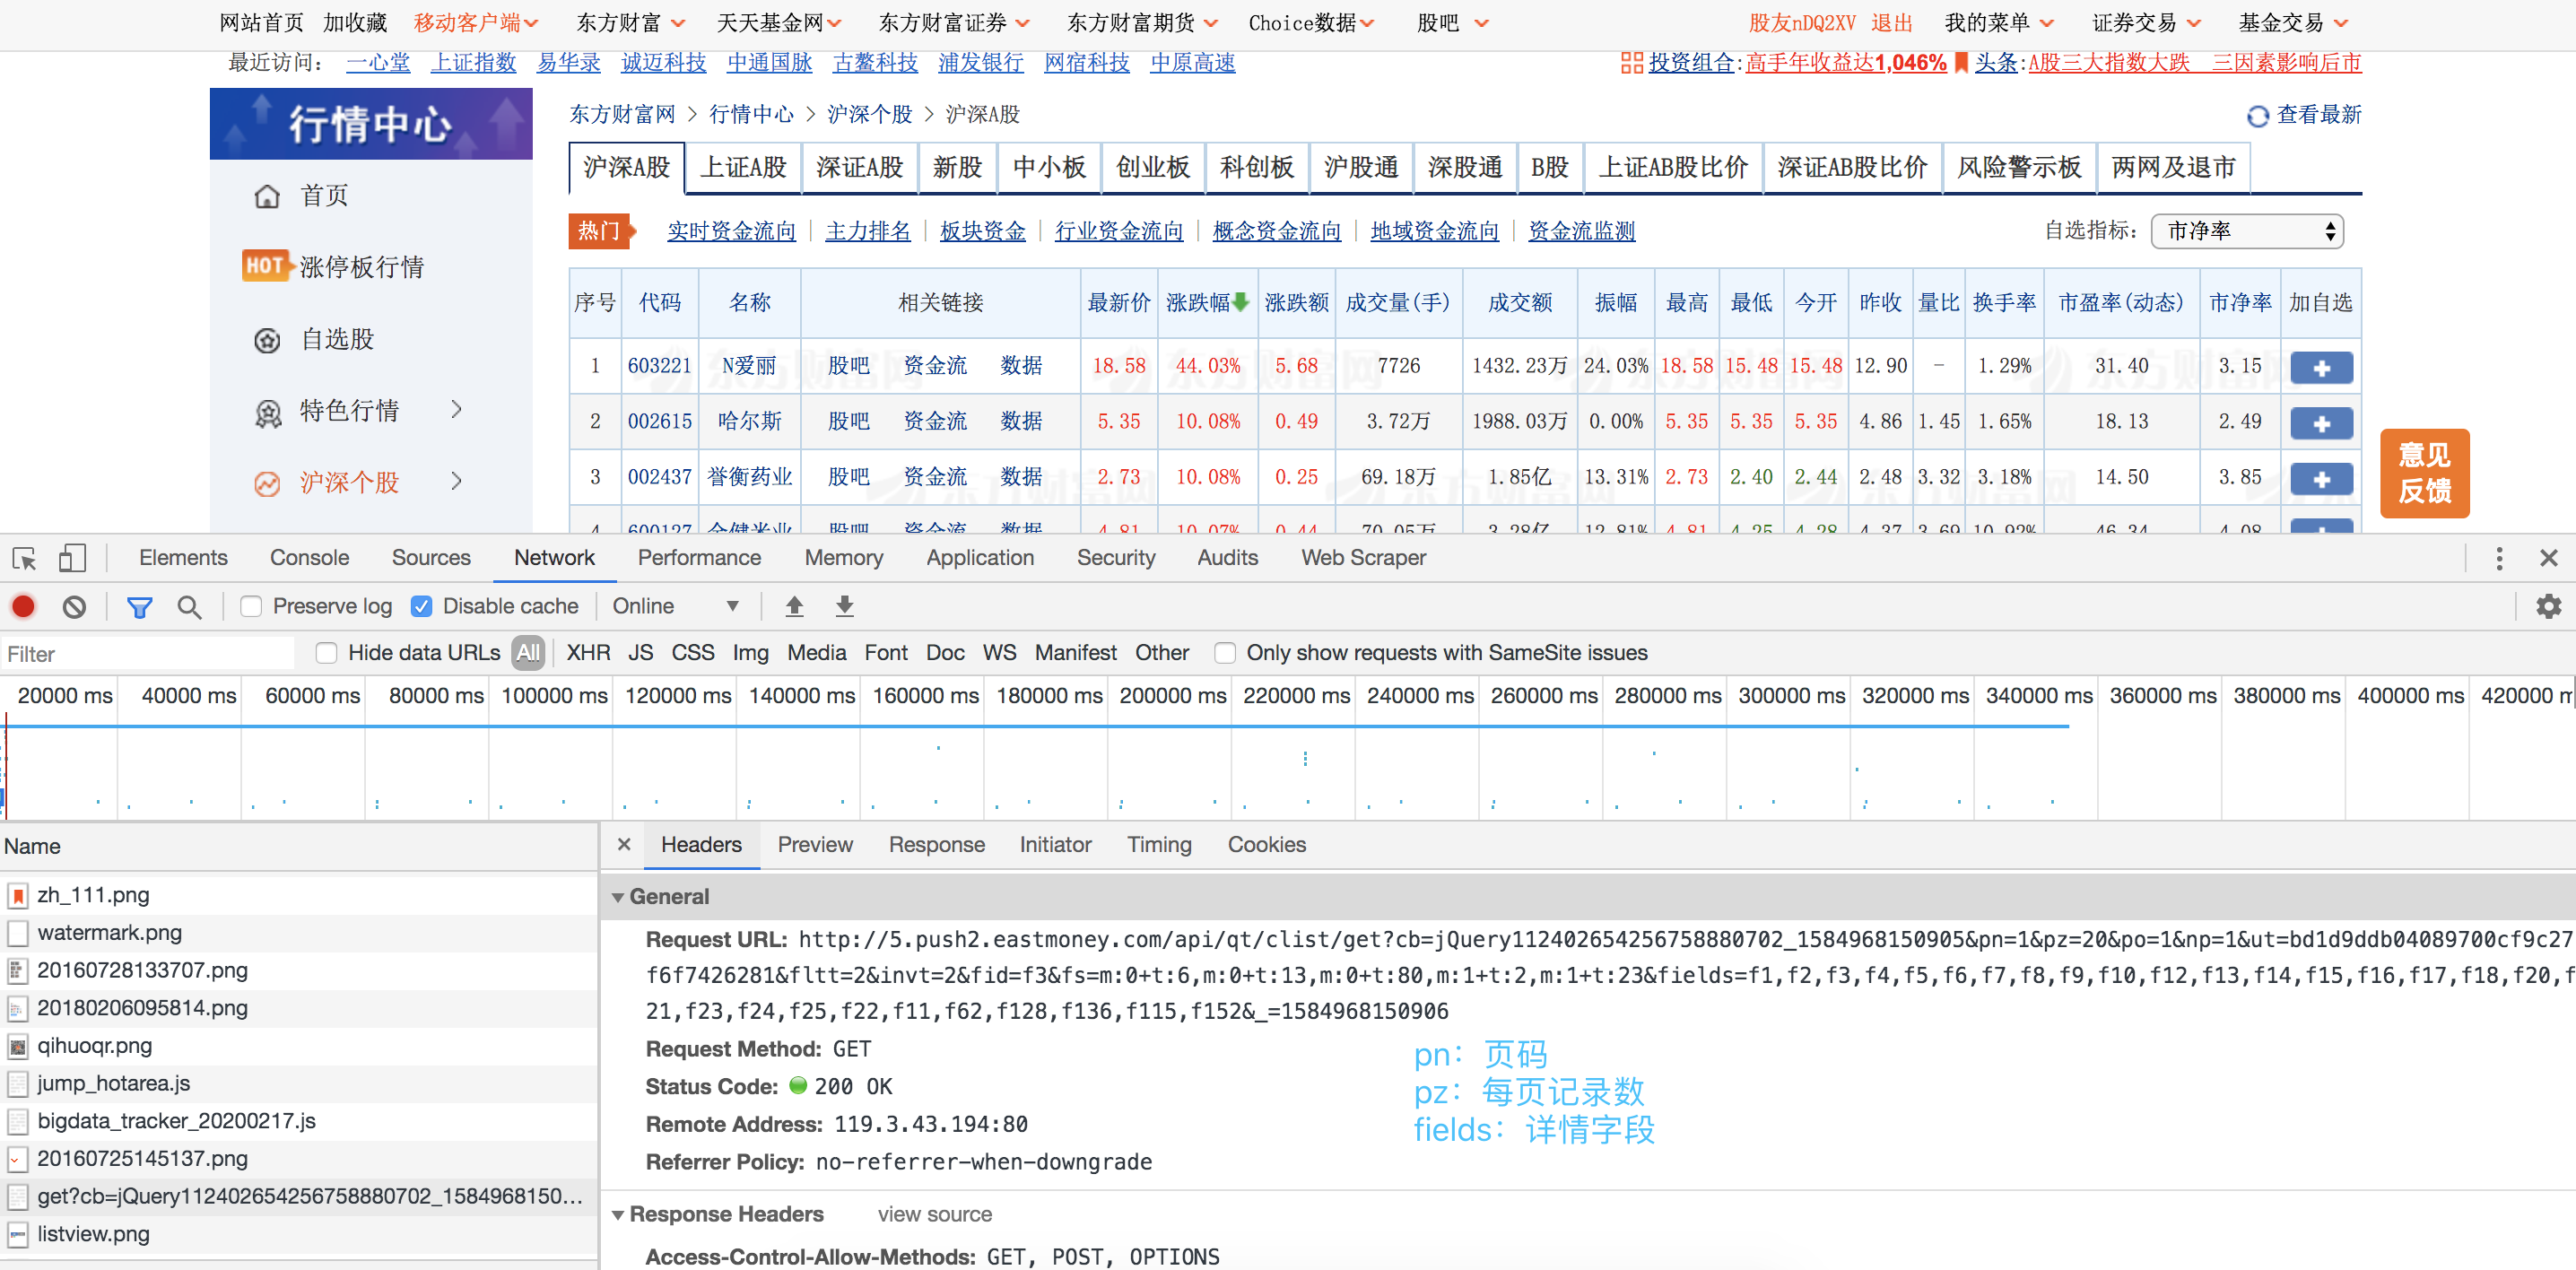 网站首页 加收藏 移动客户端 东方财富 天天基金网 东方财富证券 东方财富期货 Choice数据 股吧 股友nDQ2XV 退出 我的菜单 证券交易 基金交易
最近访问: 一心堂 上证指数 易华录 诚迈科技 中通国脉 古鳌科技 浦发银行 网宿科技 中原高速 投资组合:高手年收益达1,046% 头条:A股三大指数大跌 三因素影响后市
行情中心
首页
HOT 涨停板行情
自选股
特色行情
沪深个股
东方财富网 > 行情中心 > 沪深个股 > 沪深A股 查看最新
沪深A股 上证A股 深证A股 新股 中小板 创业板 科创板 沪股通 深股通 B股 上证AB股比价 深证AB股比价 风险警示板 两网及退市
热门 实时资金流向 主力排名 板块资金 行业资金流向 概念资金流向 地域资金流向 资金流监测 自选指标: 市净率
序号 代码 名称 相关链接 最新价 涨跌幅 涨跌额 成交量(手) 成交额 振幅 最高 最低 今开 昨收 量比 换手率 市盈率(动态) 市净率 加自选
1 603221 N爱丽 股吧 资金流 数据 18.58 44.03% 5.68 7726 1432.23万 24.03% 18.58 15.48 15.48 12.90 - 1.29% 31.40 3.15
2 002615 哈尔斯 股吧 资金流 数据 5.35 10.08% 0.49 3.72万 1988.03万 0.00% 5.35 5.35 5.35 4.86 1.45 1.65% 18.13 2.49
3 002437 誉衡药业 股吧 资金流 数据 2.73 10.08% 0.25 69.18万 1.85亿 13.31% 2.73 2.40 2.44 2.48 3.32 3.18% 14.50 3.85
4 600127 金健米业 股吧 资金流 数据 4.81 10.07% 0.44 70.05万 3.28亿 12.81% 4.81 4.25 4.28 4.37 3.69 10.92% 46.34 4.08
意见
反馈
Elements Console Sources Network Performance Memory Application Security Audits Web Scraper
Preserve log Disable cache Online
Filter Hide data URLs All XHR JS CSS Img Media Font Doc WS Manifest Other Only show requests with SameSite issues
20000 ms 40000 ms 60000 ms 80000 ms 100000 ms 120000 ms 140000 ms 160000 ms 180000 ms 200000 ms 220000 ms 240000 ms 260000 ms 280000 ms 300000 ms 320000 ms 340000 ms 360000 ms 380000 ms 400000 ms 420000 m
Name
zh_111.png
watermark.png
20160728133707.png
20180206095814.png
qihuoqr.png
jump_hotarea.js
bigdata_tracker_20200217.js
20160725145137.png
get?cb=jQuery112402654256758880702_1584968150...
listview.png
Headers Preview Response Initiator Timing Cookies
General
Request URL: http://5.push2.eastmoney.com/api/qt/clist/get?cb=jQuery112402654256758880702_1584968150905&pn=1&pz=20&po=1&np=1&ut=bd1d9ddb04089700cf9c27
f6f7426281&fltt=2&invt=2&fid=f3&fs=m:0+t:6,m:0+t:13,m:0+t:80,m:1+t:2,m:1+t:23&fields=f1,f2,f3,f4,f5,f6,f7,f8,f9,f10,f12,f13,f14,f15,f16,f17,f18,f20,f
21,f23,f24,f25,f22,f11,f62,f128,f136,f115,f152&_=1584968150906
Request Method: GET
Status Code: 200 OK
Remote Address: 119.3.43.194:80
Referrer Policy: no-referrer-when-downgrade
pn: 页码
pz: 每页记录数
fields: 详情字段
Response Headers view source
Access-Control-Allow-Methods: GET, POST, OPTIONS